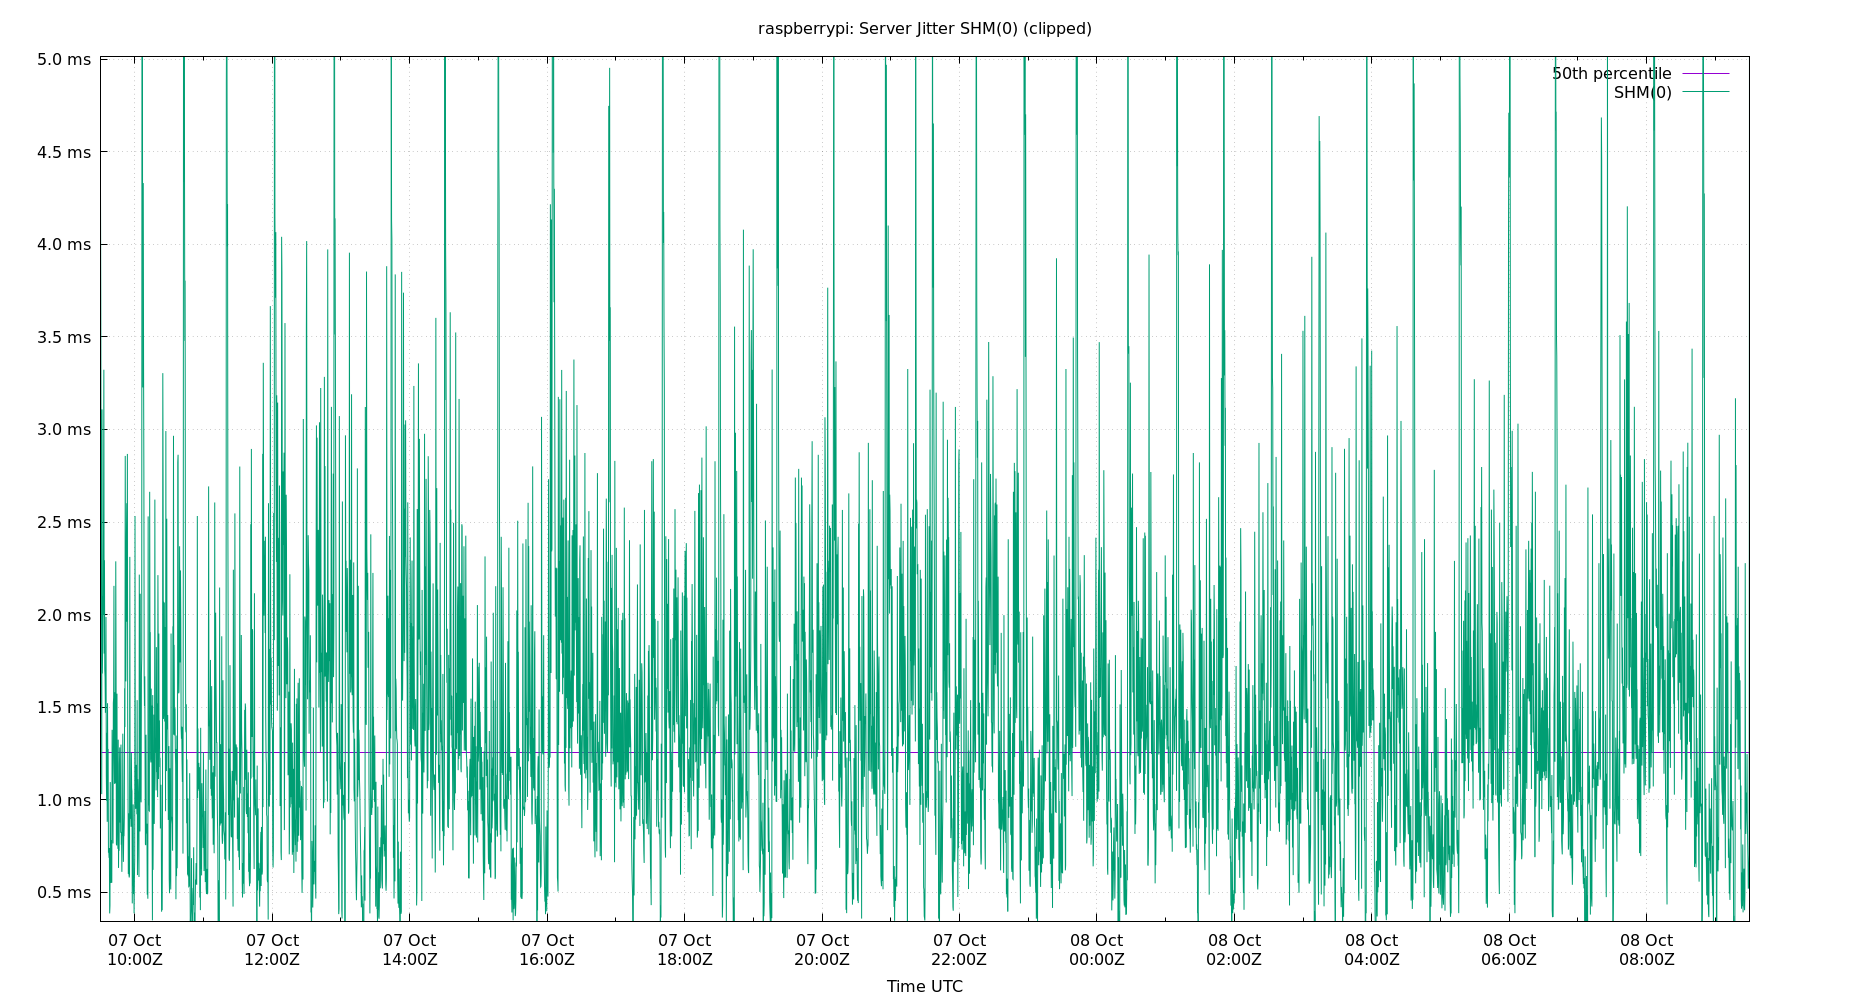 raspberrypi: Server Jitter SHM(0) (clipped)
5.0 ms
50th percentile
SHM(0)
4.5 ms
4.0 ms
3.5 ms
3.0 ms
2.5 ms
2.0 ms
1.5 ms
1.0 ms
0.5 ms
07 Oct 07 Oct 07 Oct 07 Oct 07 Oct 07 Oct 07 Oct 08 Oct 08 Oct 08 Oct 08 Oct 08 Oct
10:00Z 12:00Z 14:00Z 16:00Z 18:00Z 20:00Z 22:00Z 00:00Z 02:00Z 04:00Z 06:00Z 08:00Z
Time UTC